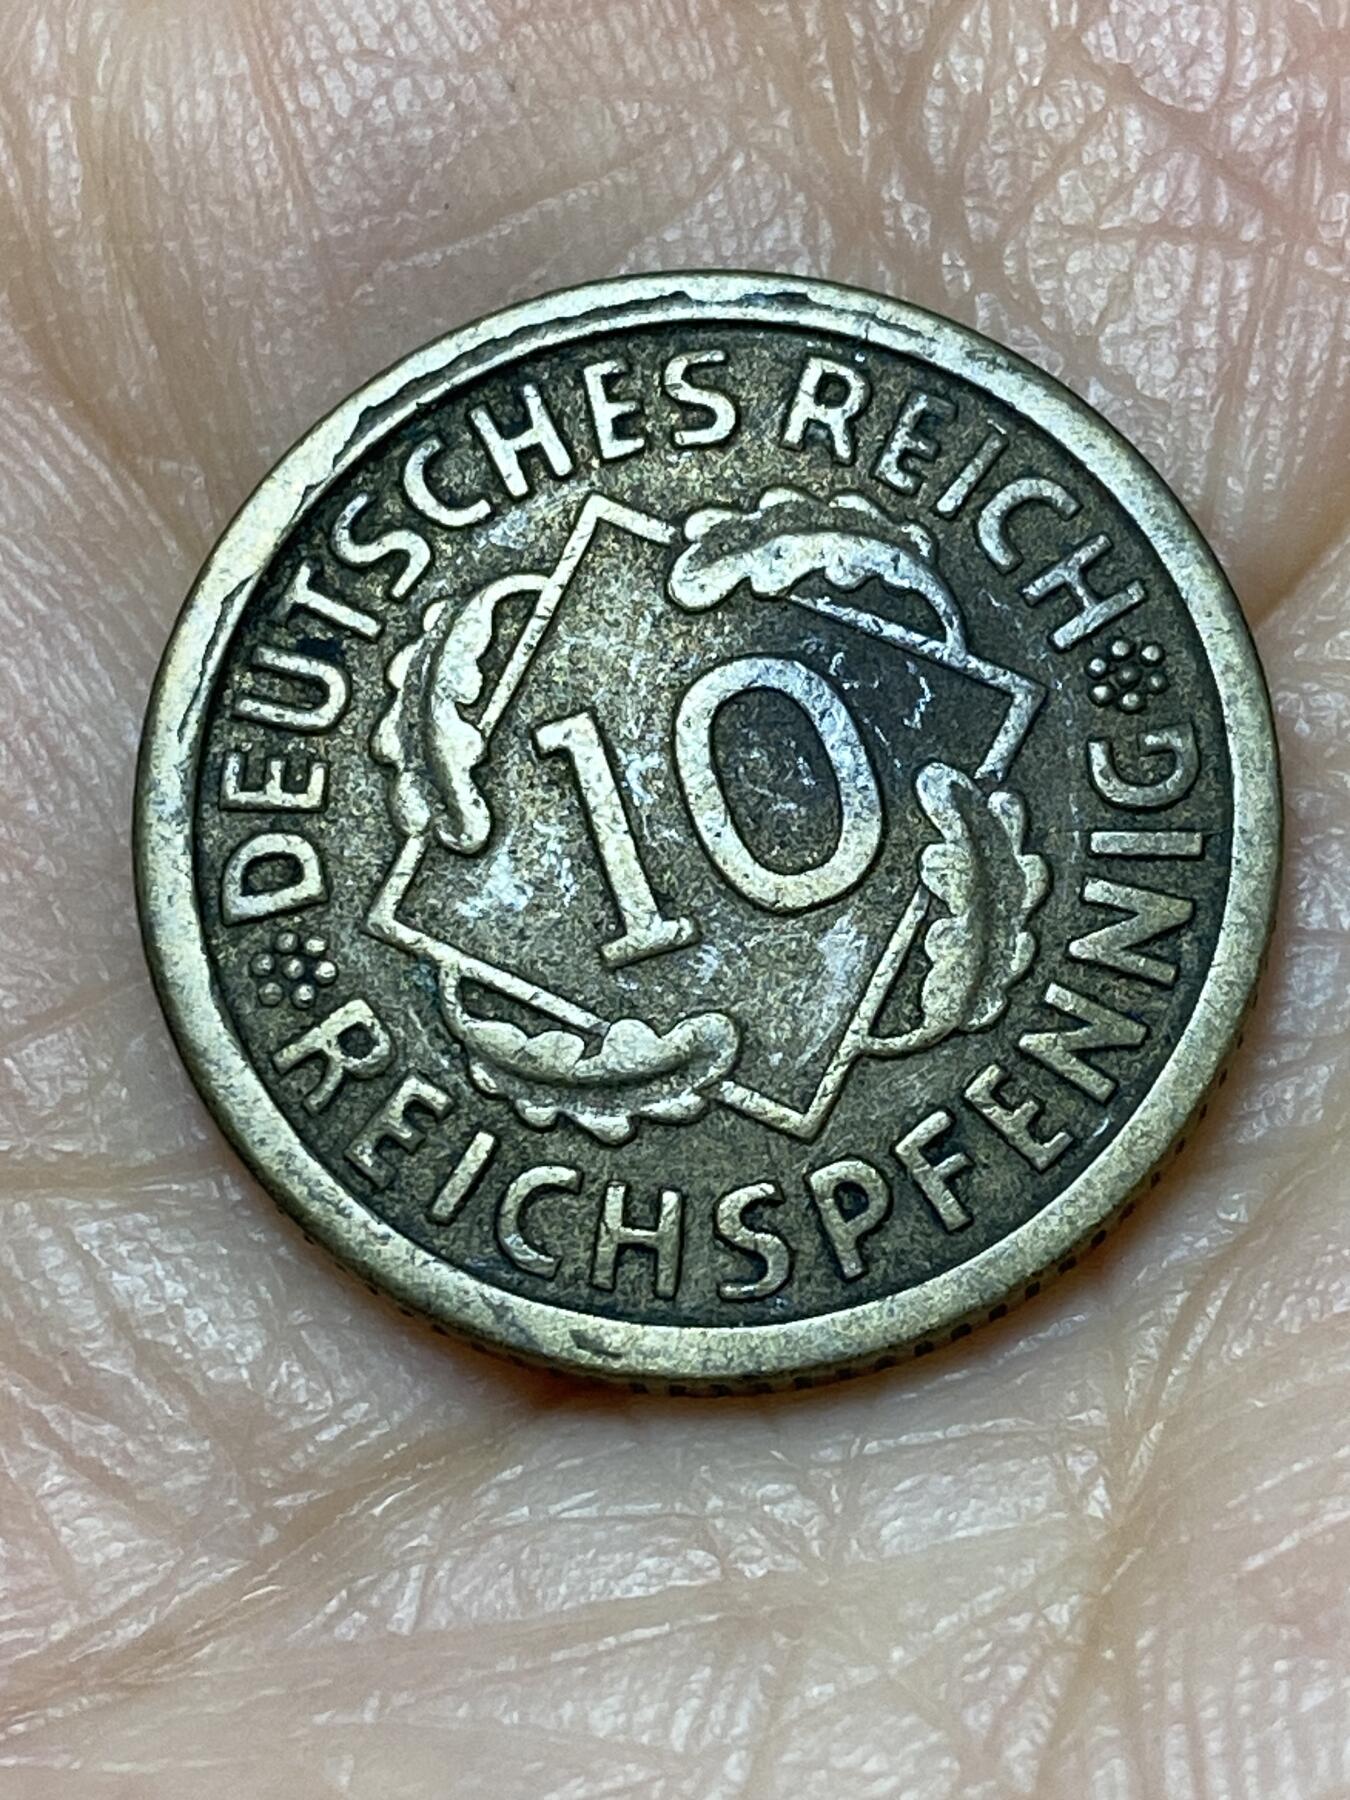 DEUTSCHES REICH
10
REICHSPFENNIG